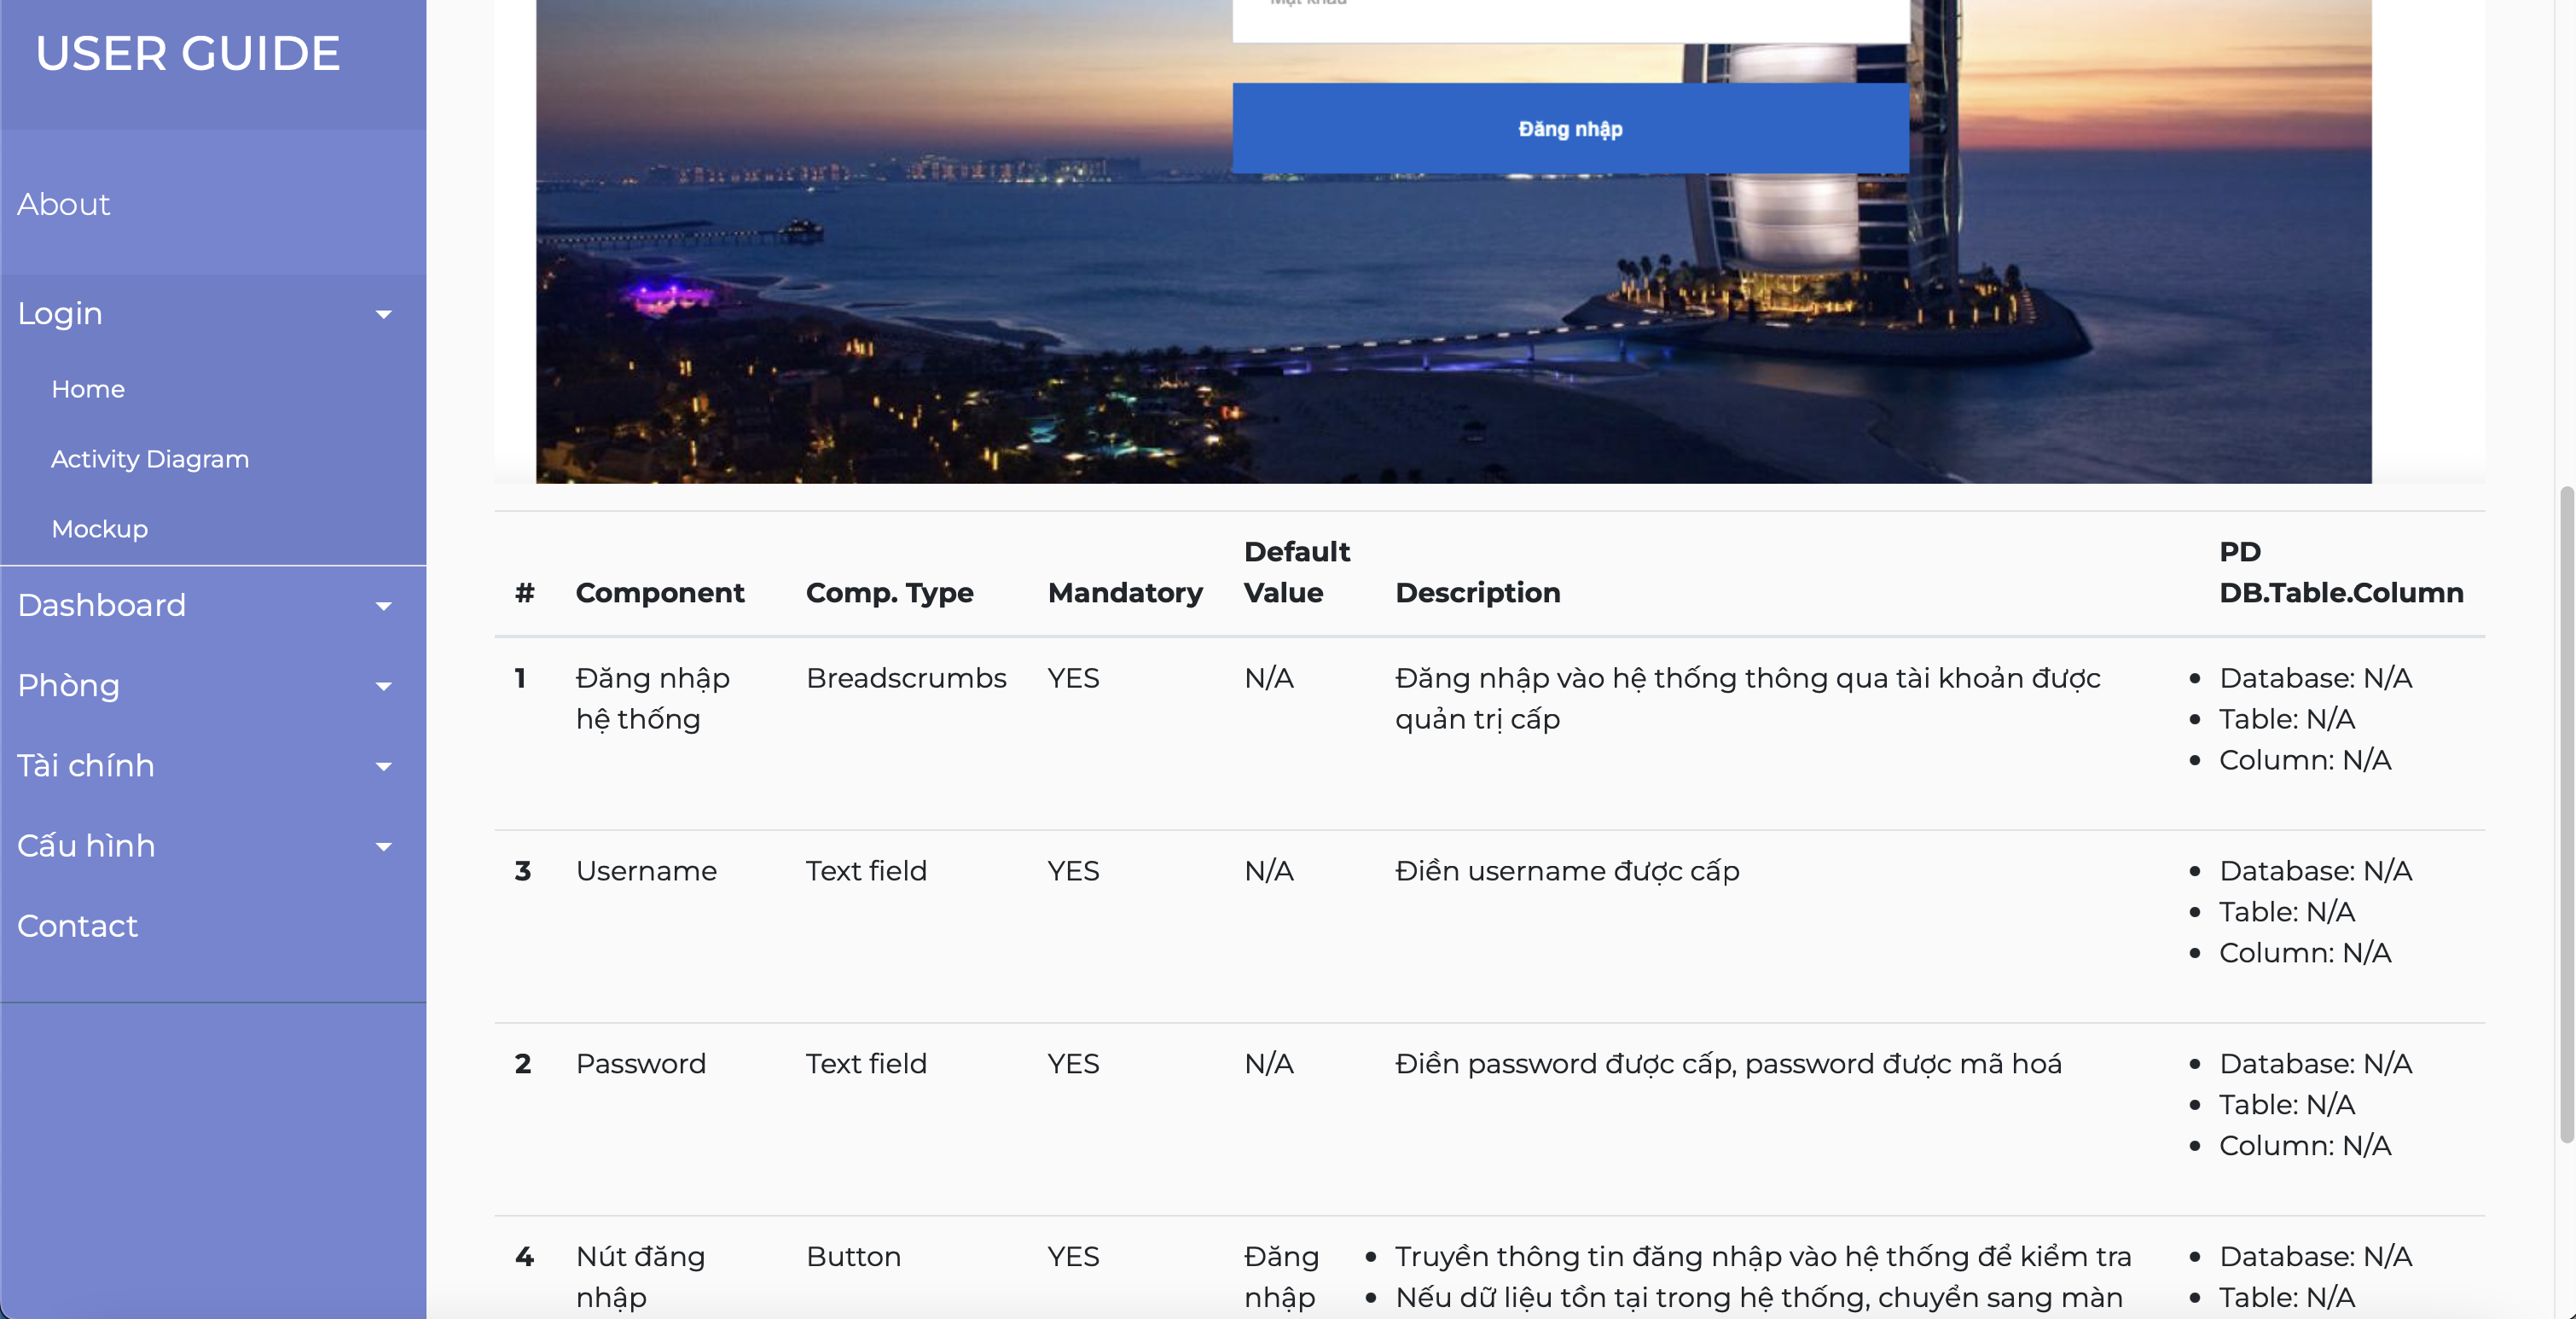 USER GUIDE
About
Login
Home
Activity Diagram
Mockup
Dashboard
Phòng
Tài chính
Cấu hình
Contact
Mật khẩu
Đăng nhập
# Component Comp. Type Mandatory Default Value Description PD DB.Table.Column
1 Đăng nhập hệ thống Breadscrumbs YES N/A Đăng nhập vào hệ thống thông qua tài khoản được
quản trị cấp
Database: N/A
Table: N/A
Column: N/A
3 Username Text field YES N/A Điền username được cấp
Database: N/A
Table: N/A
Column: N/A
2 Password Text field YES N/A Điền password được cấp, password được mã hoá
Database: N/A
Table: N/A
Column: N/A
4 Nút đăng nhập Button YES Đăng nhập
Truyền thông tin đăng nhập vào hệ thống để kiểm tra
Nếu dữ liệu tồn tại trong hệ thống, chuyển sang màn
Database: N/A
Table: N/A